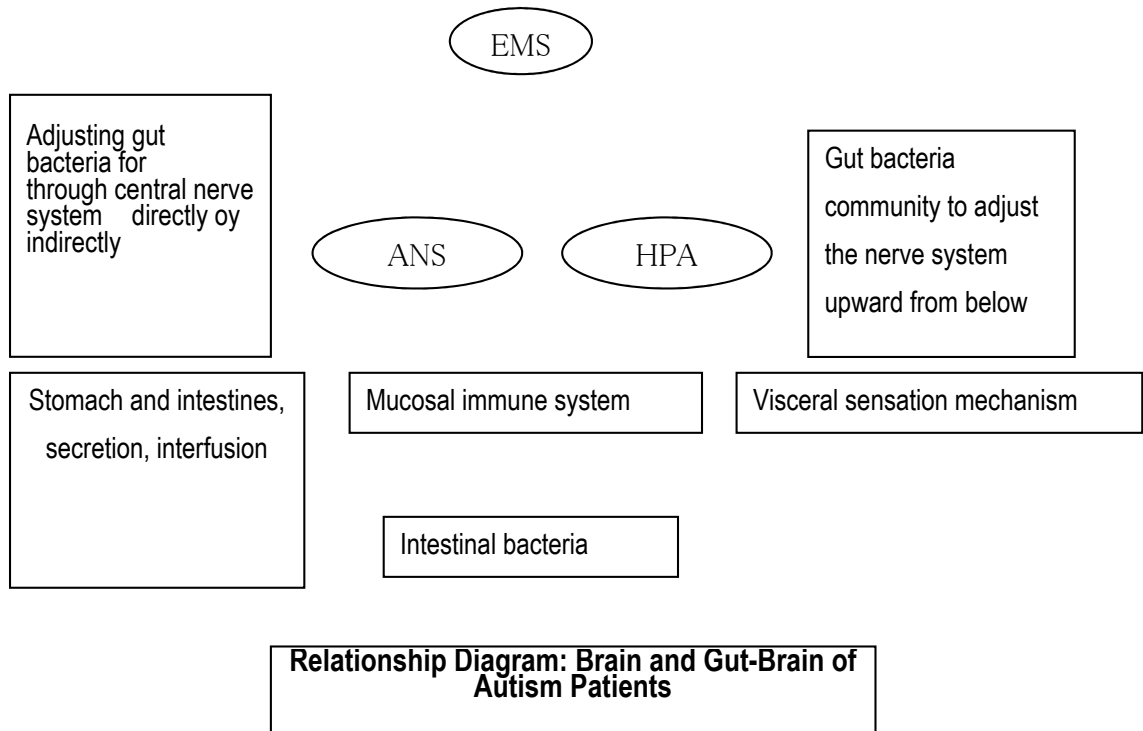 EMS
Adjusting gut
bacteria for
through central nerve
system directly oy
indirectly
Gut bacteria
community to adjust
the nerve system
upward from below
ANS
HPA
Stomach and intestines,
secretion, interfusion
Mucosal immune system
Visceral sensation mechanism
Intestinal bacteria
Relationship Diagram: Brain and Gut-Brain of
Autism Patients